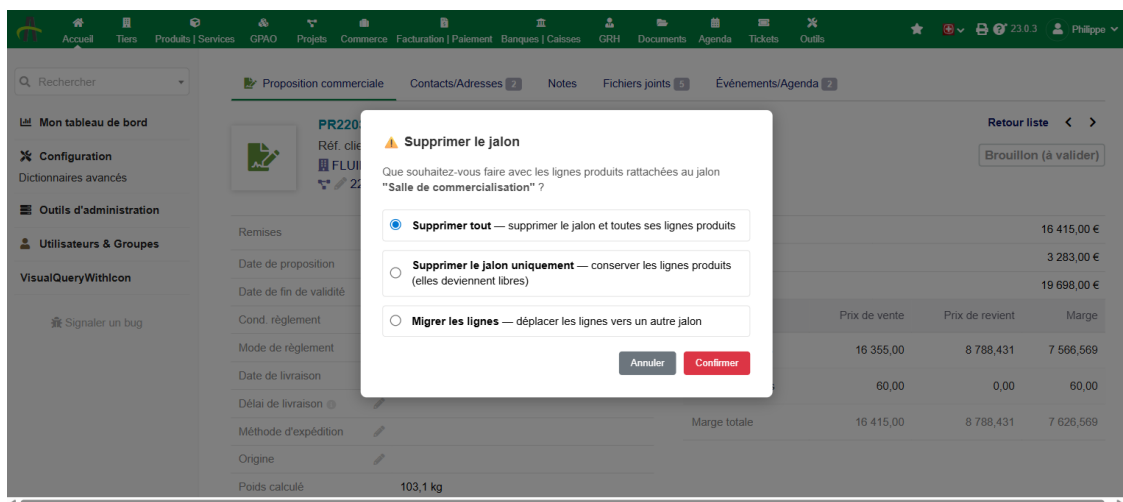 Accueil
Tiers
Produits | Services
GPAO
Projets
Commerce
Facturation | Paiement
Banques | Caisses
GRH
Documents
Agenda
Tickets
Outils
23.0.3
Philippe
Rechercher
Mon tableau de bord
Configuration
Dictionnaires avancés
Outils d'administration
Utilisateurs & Groupes
VisualQueryWithIcon
Signaler un bug
Proposition commerciale
Contacts/Adresses 2
Notes
Fichiers joints 5
Événements/Agenda 2
Retour liste
Brouillon (à valider)
Supprimer le jalon
Que souhaitez-vous faire avec les lignes produits rattachées au jalon
"Salle de commercialisation" ?
Supprimer tout — supprimer le jalon et toutes ses lignes produits
Supprimer le jalon uniquement — conserver les lignes produits
(elles deviennent libres)
Migrer les lignes — déplacer les lignes vers un autre jalon
Annuler
Confirmer
Remises
Date de proposition
Date de fin de validité
Cond. règlement
Mode de règlement
Date de livraison
Délai de livraison
Méthode d'expédition
Origine
Poids calculé 103,1 kg
16 415,00 €
3 283,00 €
19 698,00 €
Prix de vente Prix de revient Marge
16 355,00 8 788,431 7 566,569
60,00 0,00 60,00
Marge totale 16 415,00 8 788,431 7 626,569